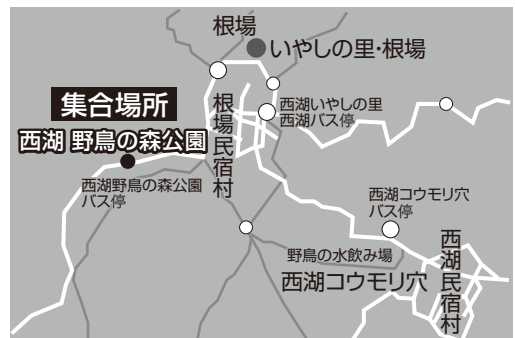 根場
いやしの里・根場
集合場所
西湖 野鳥の森公園
西湖いやしの里
西湖バス停
根場民宿村
西湖野鳥の森公園
バス停
西湖コウモリ穴
バス停
野鳥の水飲み場
西湖コウモリ穴
西湖民宿村